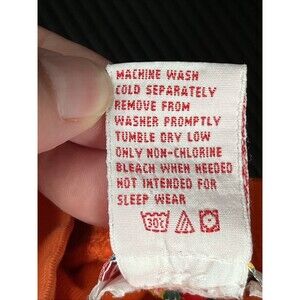 MACHINE WASH
COLD SEPARATELY
REMOVE FROM
WASHER PROMPTLY
TUMBLE DRY LOW
ONLY NON-CHLORINE
BLEACH WHEN NEEDED
NOT INTENDED FOR
SLEEP WEAR
30°